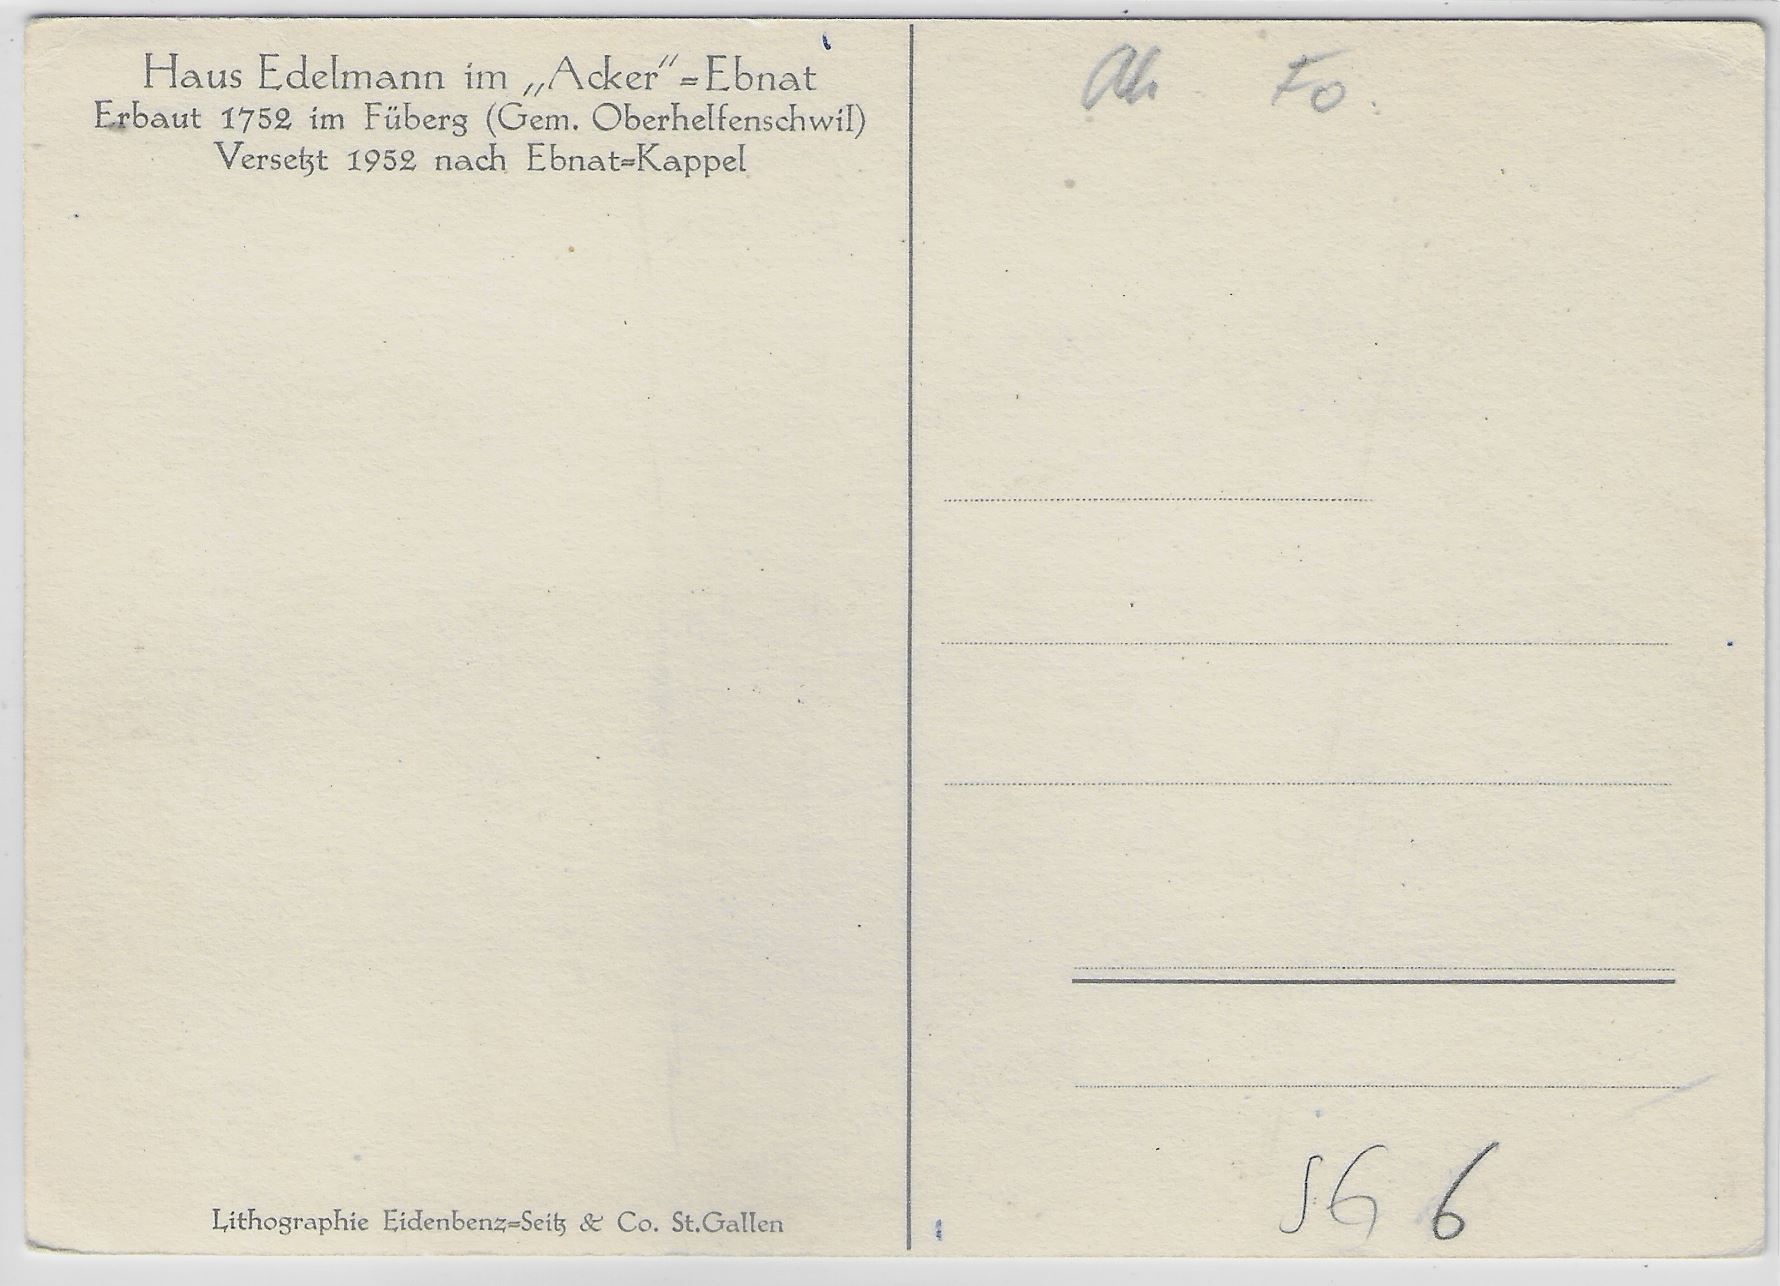 Haus Edelmann im „Acker"=Ebnat
Erbaut 1752 im Füberg (Gem. Oberhelfenschwil)
Versetzt 1952 nach Ebnat=Kappel
Fo.
SG 6
Lithographie Eidenbenz=Seitz & Co. St.Gallen